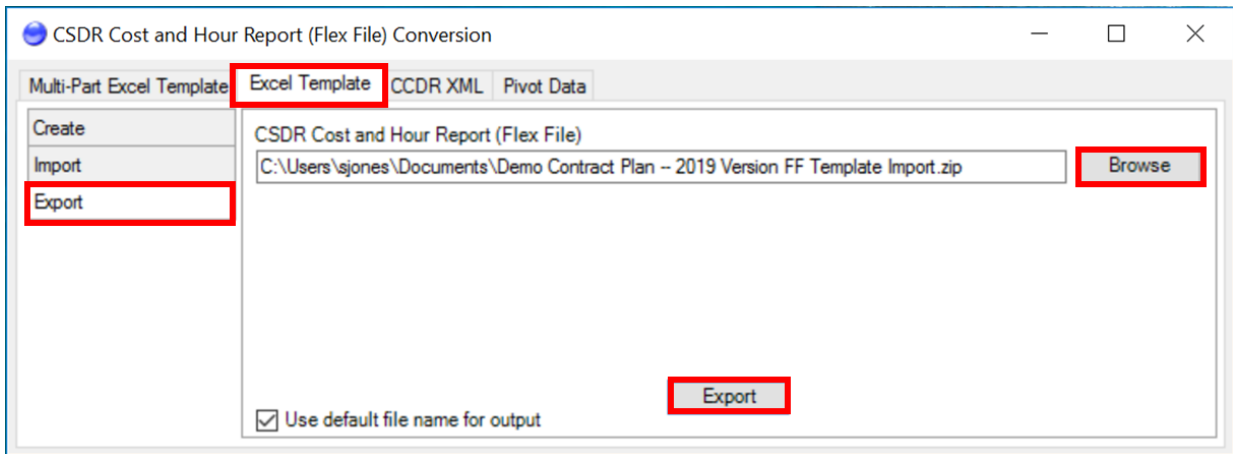 CSDR Cost and Hour Report (Flex File) Conversion
Multi-Part Excel Template Excel Template CCDR XML Pivot Data
Create
Import
Export
CSDR Cost and Hour Report (Flex File)
C:\Users\sjones\Documents\Demo Contract Plan -- 2019 Version FF Template Import.zip
Browse
Export
Use default file name for output